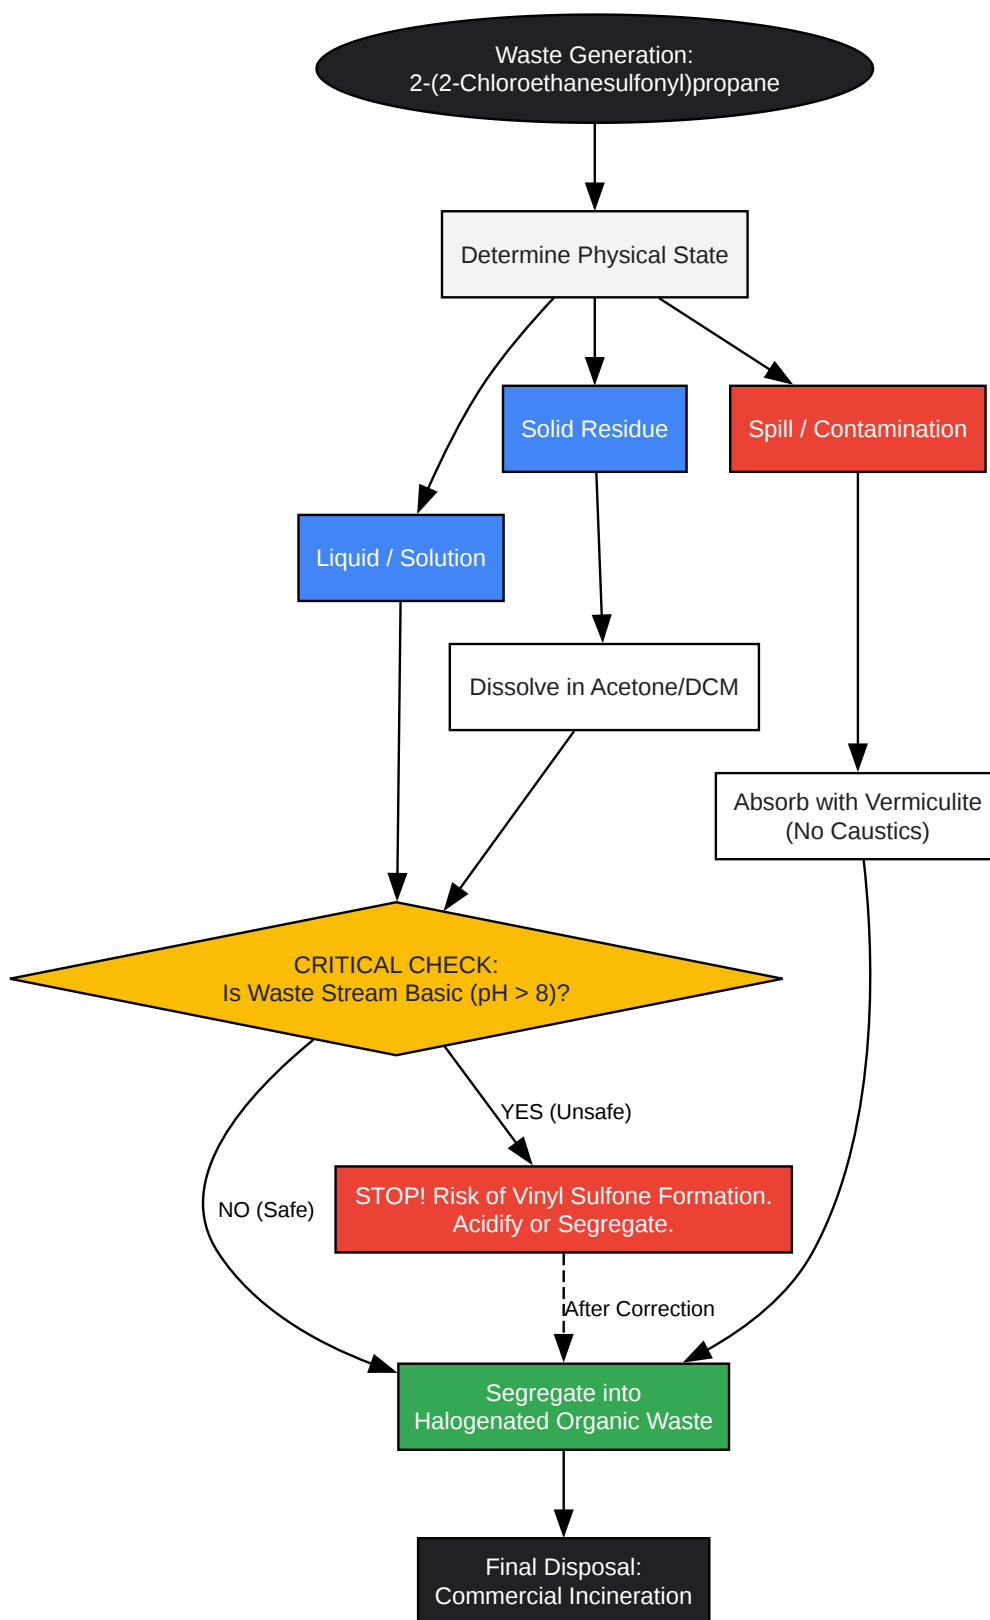 Waste Generation:
2-(2-Chloroethanesulfonyl)propane
Determine Physical State
Solid Residue
Spill / Contamination
Liquid / Solution
Dissolve in Acetone/DCM
Absorb with Vermiculite
(No Caustics)
CRITICAL CHECK:
Is Waste Stream Basic (pH > 8)?
YES (Unsafe)
NO (Safe)
STOP! Risk of Vinyl Sulfone Formation.
Acidify or Segregate.
After Correction
Segregate into
Halogenated Organic Waste
Final Disposal:
Commercial Incineration